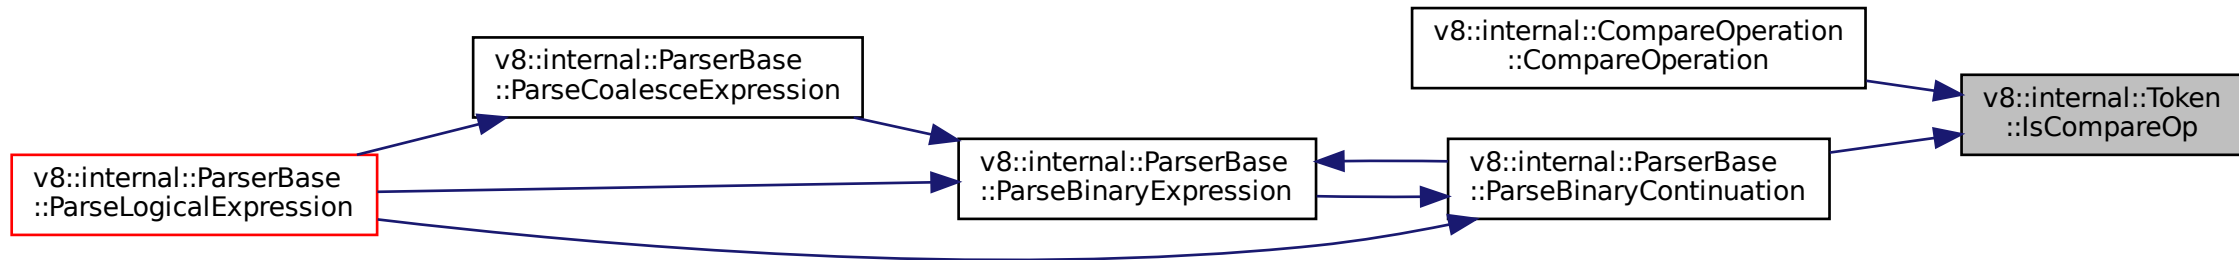 v8::internal::ParserBase
::ParseLogicalExpression
v8::internal::ParserBase
::ParseCoalesceExpression
v8::internal::ParserBase
::ParseBinaryExpression
v8::internal::CompareOperation
::CompareOperation
v8::internal::ParserBase
::ParseBinaryContinuation
v8::internal::Token
::IsCompareOp